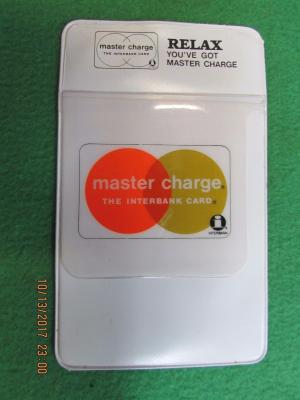 master charge
THE INTERBANK CARD
i
RELAX
YOU'VE GOT
MASTER CHARGE
master charge®
THE INTERBANK CARD®
i
INTERBANK
10/13/2017 23:00